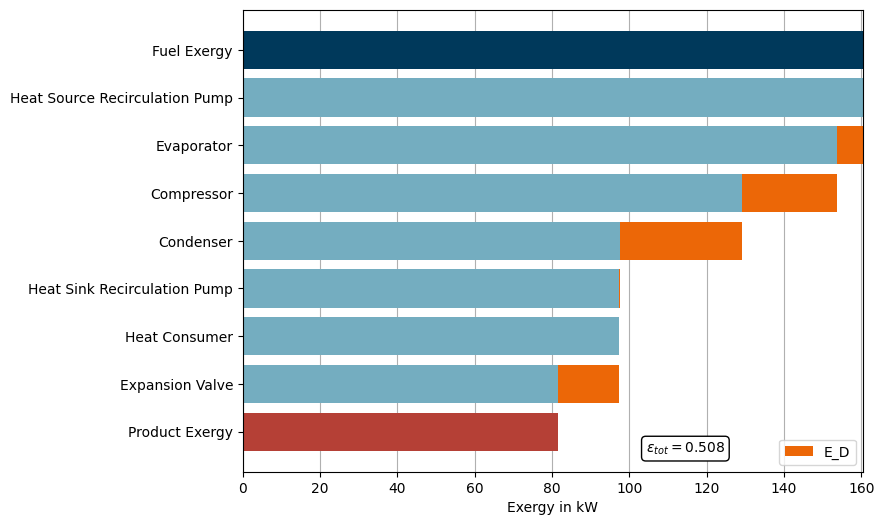 Fuel Exergy
Heat Source Recirculation Pump
Evaporator
Compressor
Condenser
Heat Sink Recirculation Pump
Heat Consumer
Expansion Valve
Product Exergy
ε_tot = 0.508
E_D
0 20 40 60 80 100 120 140 160
Exergy in kW